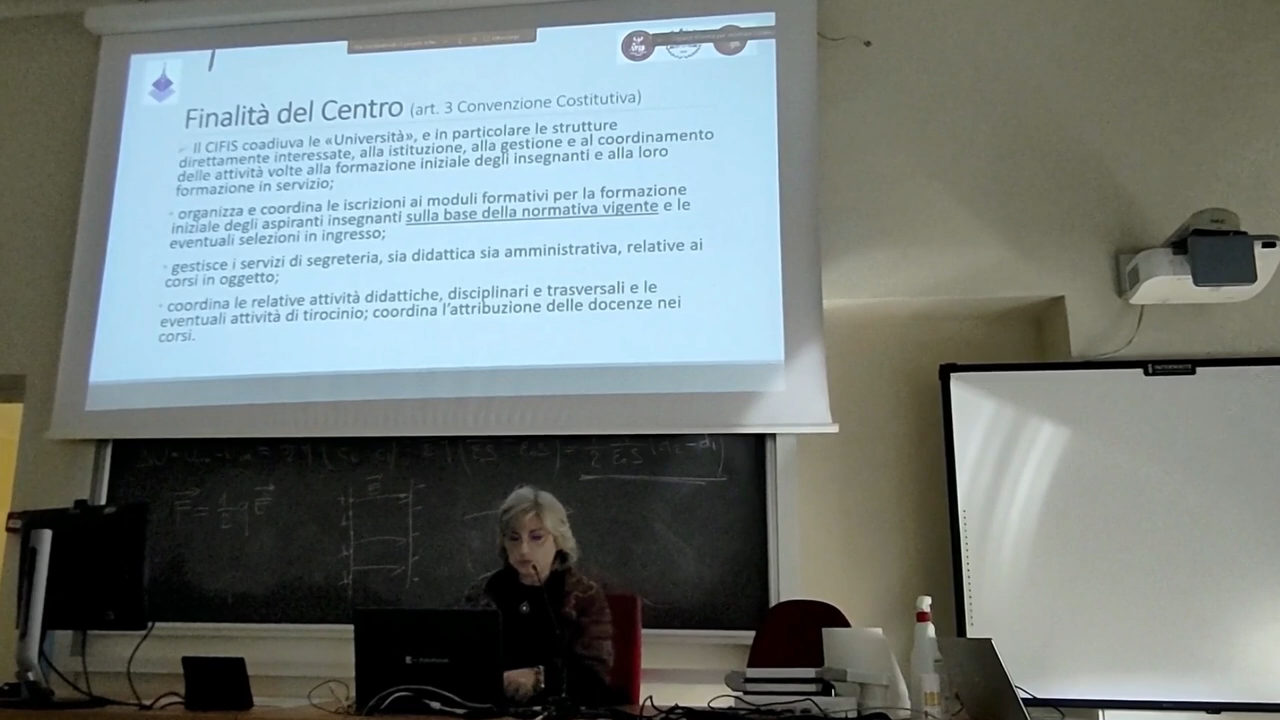 Finalità del Centro (art. 3 Convenzione Costitutiva)
Il CIFIS coadiuva le «Università», e in particolare le strutture
direttamente interessate, alla istituzione, alla gestione e al coordinamento
delle attività volte alla formazione iniziale degli insegnanti e alla loro
formazione in servizio;
organizza e coordina le iscrizioni ai moduli formativi per la formazione
iniziale degli aspiranti insegnanti sulla base della normativa vigente e le
eventuali selezioni in ingresso;
gestisce i servizi di segreteria, sia didattica sia amministrativa, relative ai
corsi in oggetto;
coordina le relative attività didattiche, disciplinari e trasversali e le
eventuali attività di tirocinio; coordina l'attribuzione delle docenze nei
corsi.
F = 1/2 q E